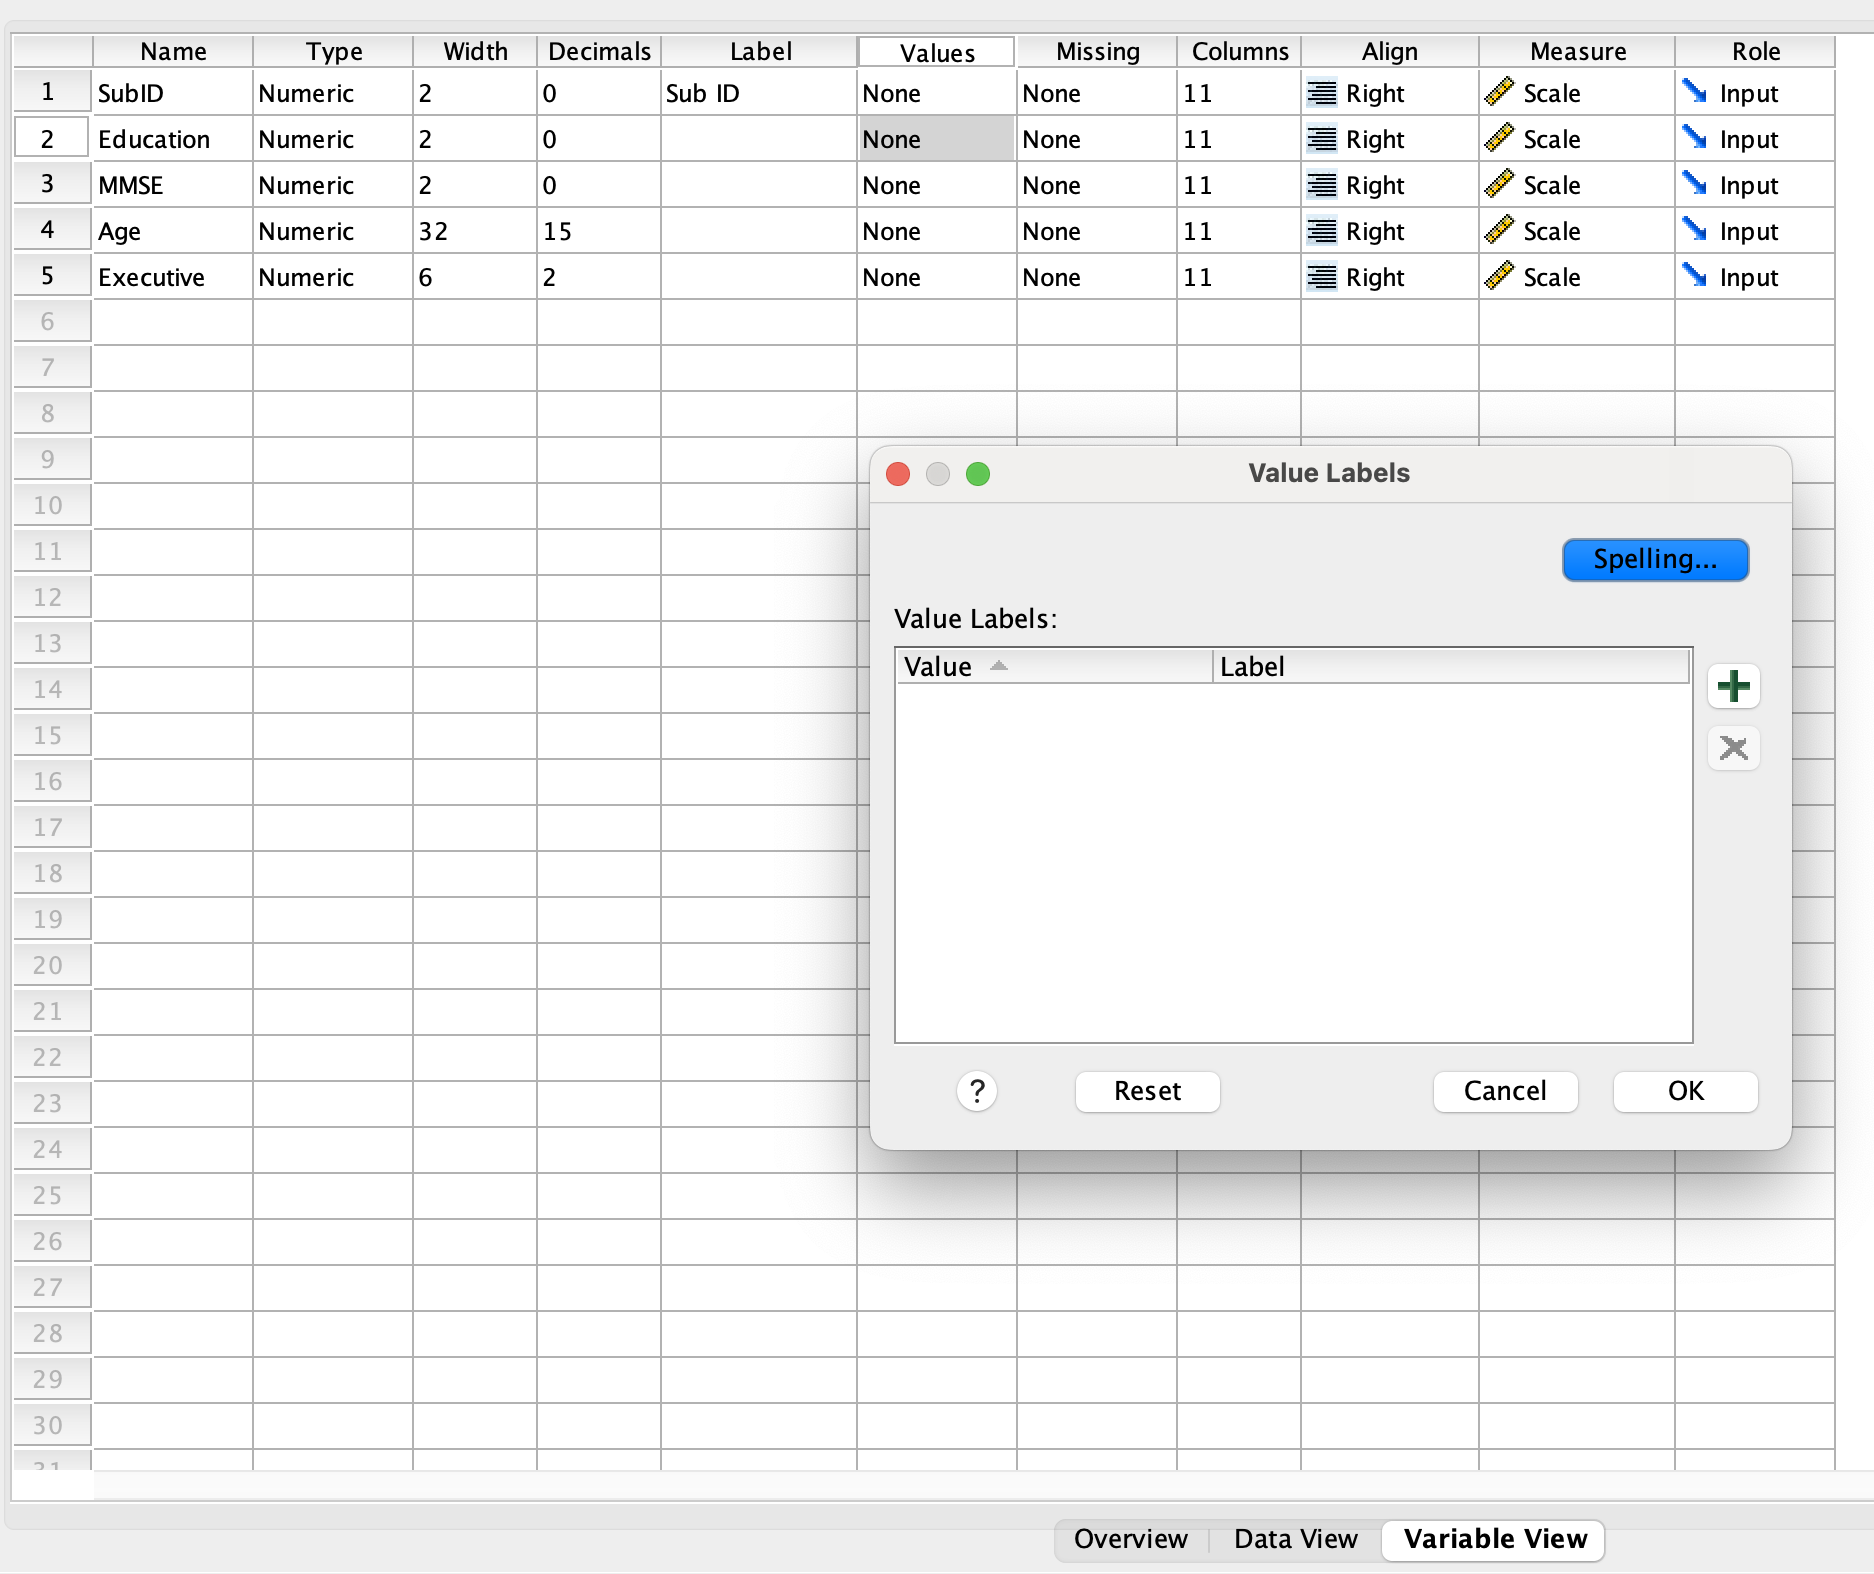 Name Type Width Decimals Label Values Missing Columns Align Measure Role
1 SubID Numeric 2 0 Sub ID None None 11 Right Scale Input
2 Education Numeric 2 0 None None 11 Right Scale Input
3 MMSE Numeric 2 0 None None 11 Right Scale Input
4 Age Numeric 32 15 None None 11 Right Scale Input
5 Executive Numeric 6 2 None None 11 Right Scale Input
6
7
8
9
10
11
12
13
14
15
16
17
18
19
20
21
22
23
24
25
26
27
28
29
30
31
Value Labels
Spelling...
Value Labels:
Value Label
? Reset Cancel OK
Overview Data View Variable View